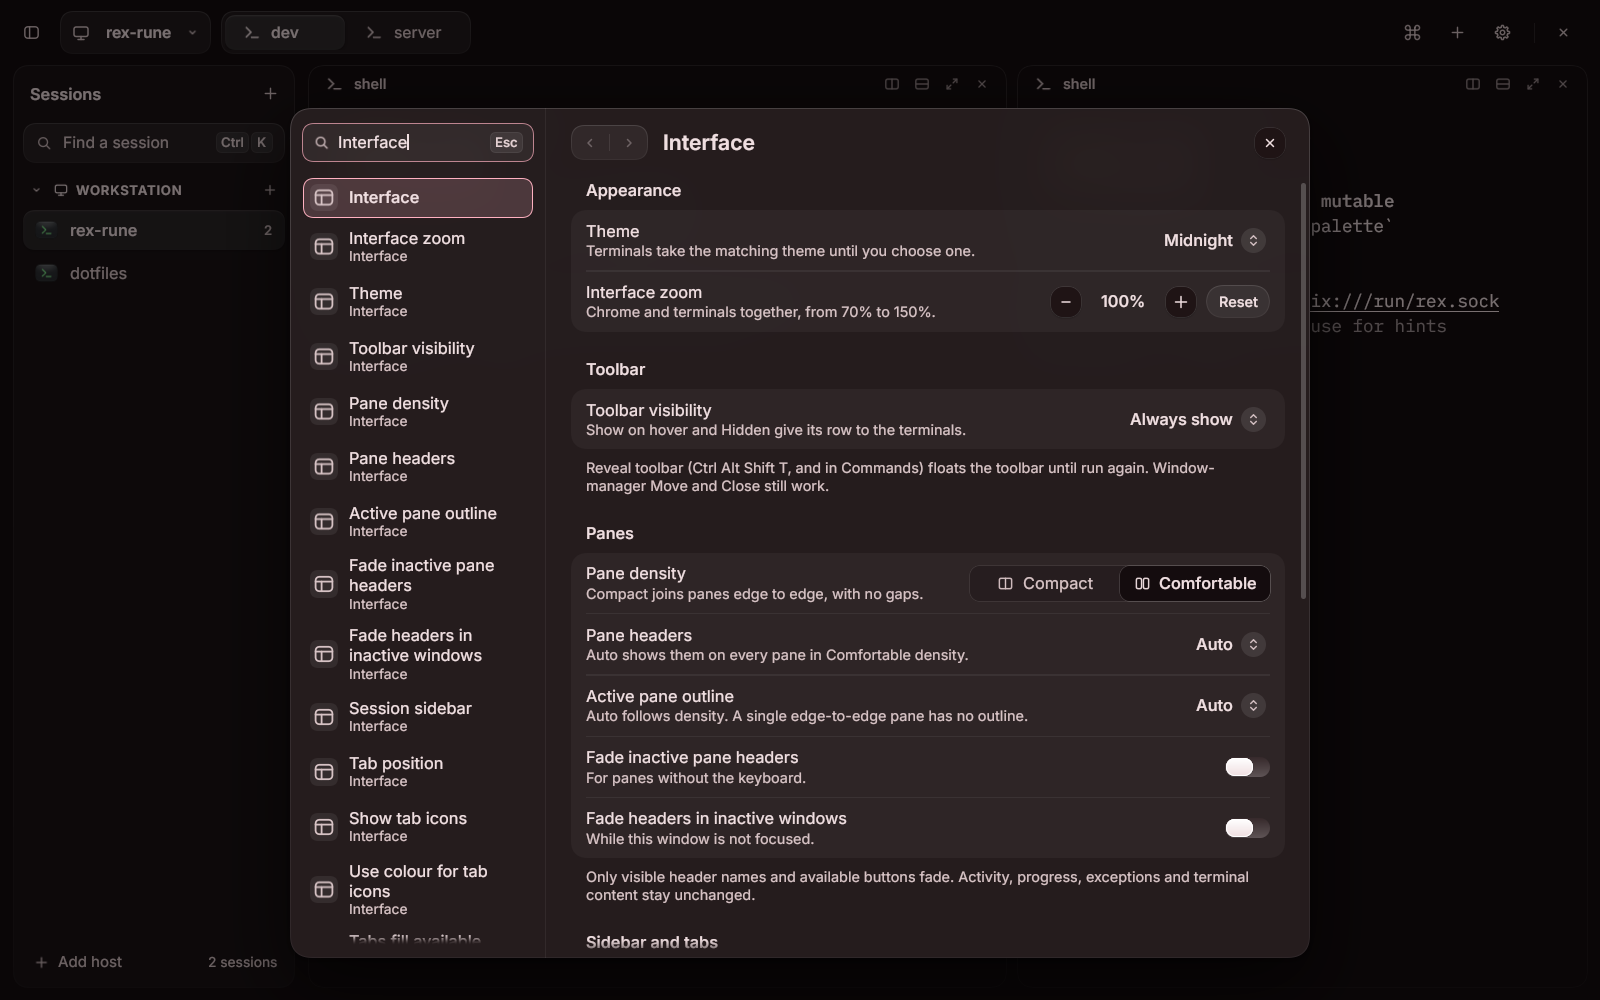 rex-rune
dev
server
Sessions
Find a session
Ctrl K
WORKSTATION
rex-rune
2
dotfiles
Add host
2 sessions
shell
shell
mutable
palette`
ix:///run/rex.sock
use for hints
Interface
Esc
Interface
Interface zoom
Interface
Theme
Interface
Toolbar visibility
Interface
Pane density
Interface
Pane headers
Interface
Active pane outline
Interface
Fade inactive pane
headers
Interface
Fade headers in
inactive windows
Interface
Session sidebar
Interface
Tab position
Interface
Show tab icons
Interface
Use colour for tab
icons
Interface
Tabs fill available
Interface
Appearance
Theme
Terminals take the matching theme until you choose one.
Midnight
Interface zoom
Chrome and terminals together, from 70% to 150%.
100%
Reset
Toolbar
Toolbar visibility
Show on hover and Hidden give its row to the terminals.
Always show
Reveal toolbar (Ctrl Alt Shift T, and in Commands) floats the toolbar until run again. Window-
manager Move and Close still work.
Panes
Pane density
Compact joins panes edge to edge, with no gaps.
Compact
Comfortable
Pane headers
Auto shows them on every pane in Comfortable density.
Auto
Active pane outline
Auto follows density. A single edge-to-edge pane has no outline.
Auto
Fade inactive pane headers
For panes without the keyboard.
Fade headers in inactive windows
While this window is not focused.
Only visible header names and available buttons fade. Activity, progress, exceptions and terminal
content stay unchanged.
Sidebar and tabs